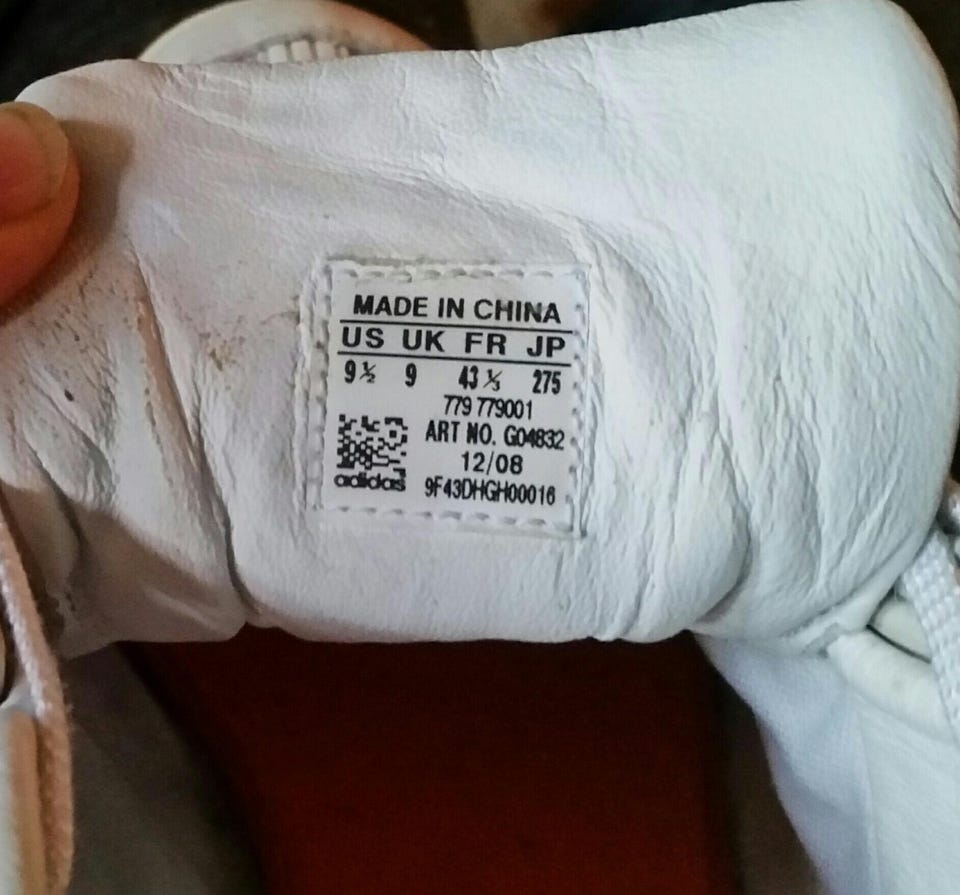 MADE IN CHINA
US UK FR JP
9½ 9 43⅓ 275
779 779001
ART NO. G04832
12/08
adidas 9F43DHGH00016